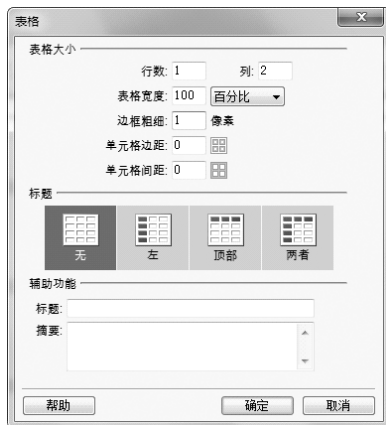 表格
表格大小
行数: 1 列: 2
表格宽度: 100 百分比
边框粗细: 1 像素
单元格边距: 0
单元格间距: 0
标题
无 左 顶部 两者
辅助功能
标题:
摘要:
帮助 确定 取消